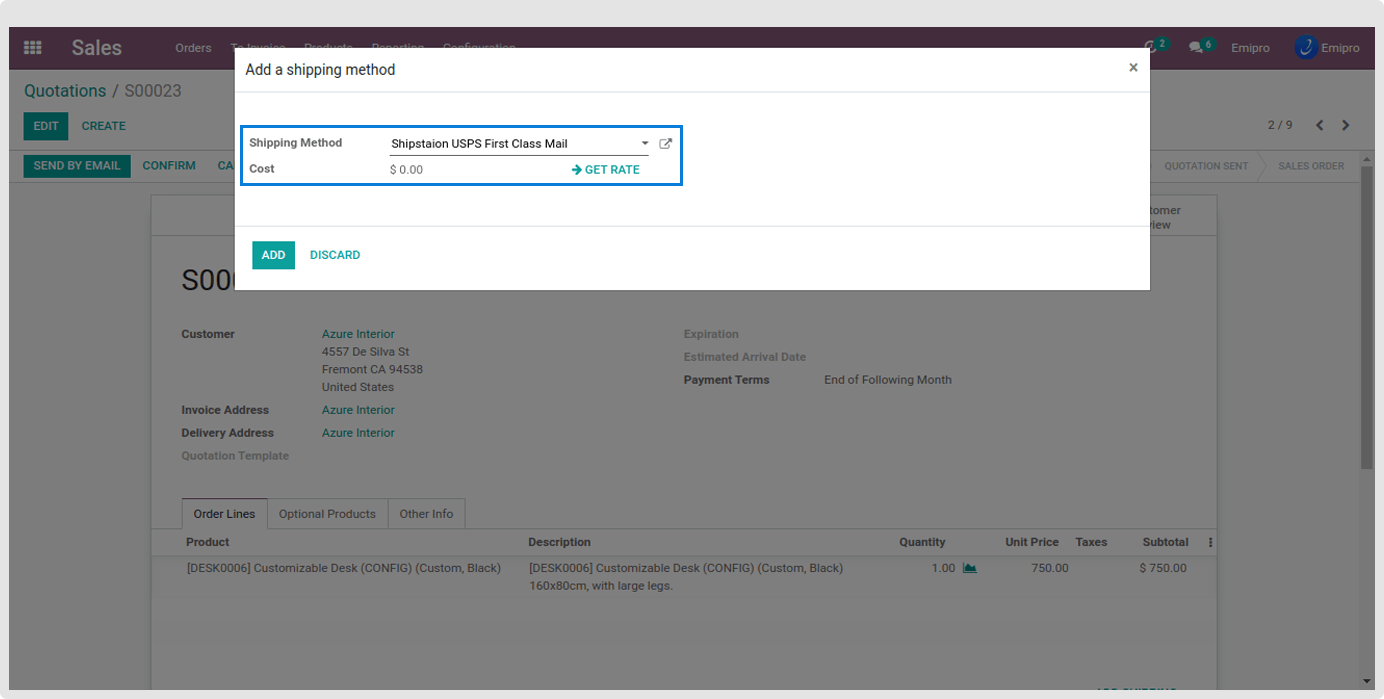 Sales Orders To Invoice Products Reporting Configuration 2 6 Emipro Emipro
Add a shipping method ×
Quotations / S00023
EDIT CREATE 2 / 9
Shipping Method Shipstaion USPS First Class Mail
Cost $ 0.00 GET RATE
SEND BY EMAIL CONFIRM CA QUOTATION SENT SALES ORDER
tomer
ADD DISCARD
S00
Customer Azure Interior Expiration
4557 De Silva St Estimated Arrival Date
Fremont CA 94538 Payment Terms End of Following Month
United States
Invoice Address Azure Interior
Delivery Address Azure Interior
Quotation Template
Order Lines Optional Products Other Info
Product Description Quantity Unit Price Taxes Subtotal
[DESK0006] Customizable Desk (CONFIG) (Custom, Black) [DESK0006] Customizable Desk (CONFIG) (Custom, Black) 1.00 750.00 $ 750.00
160x80cm, with large legs.